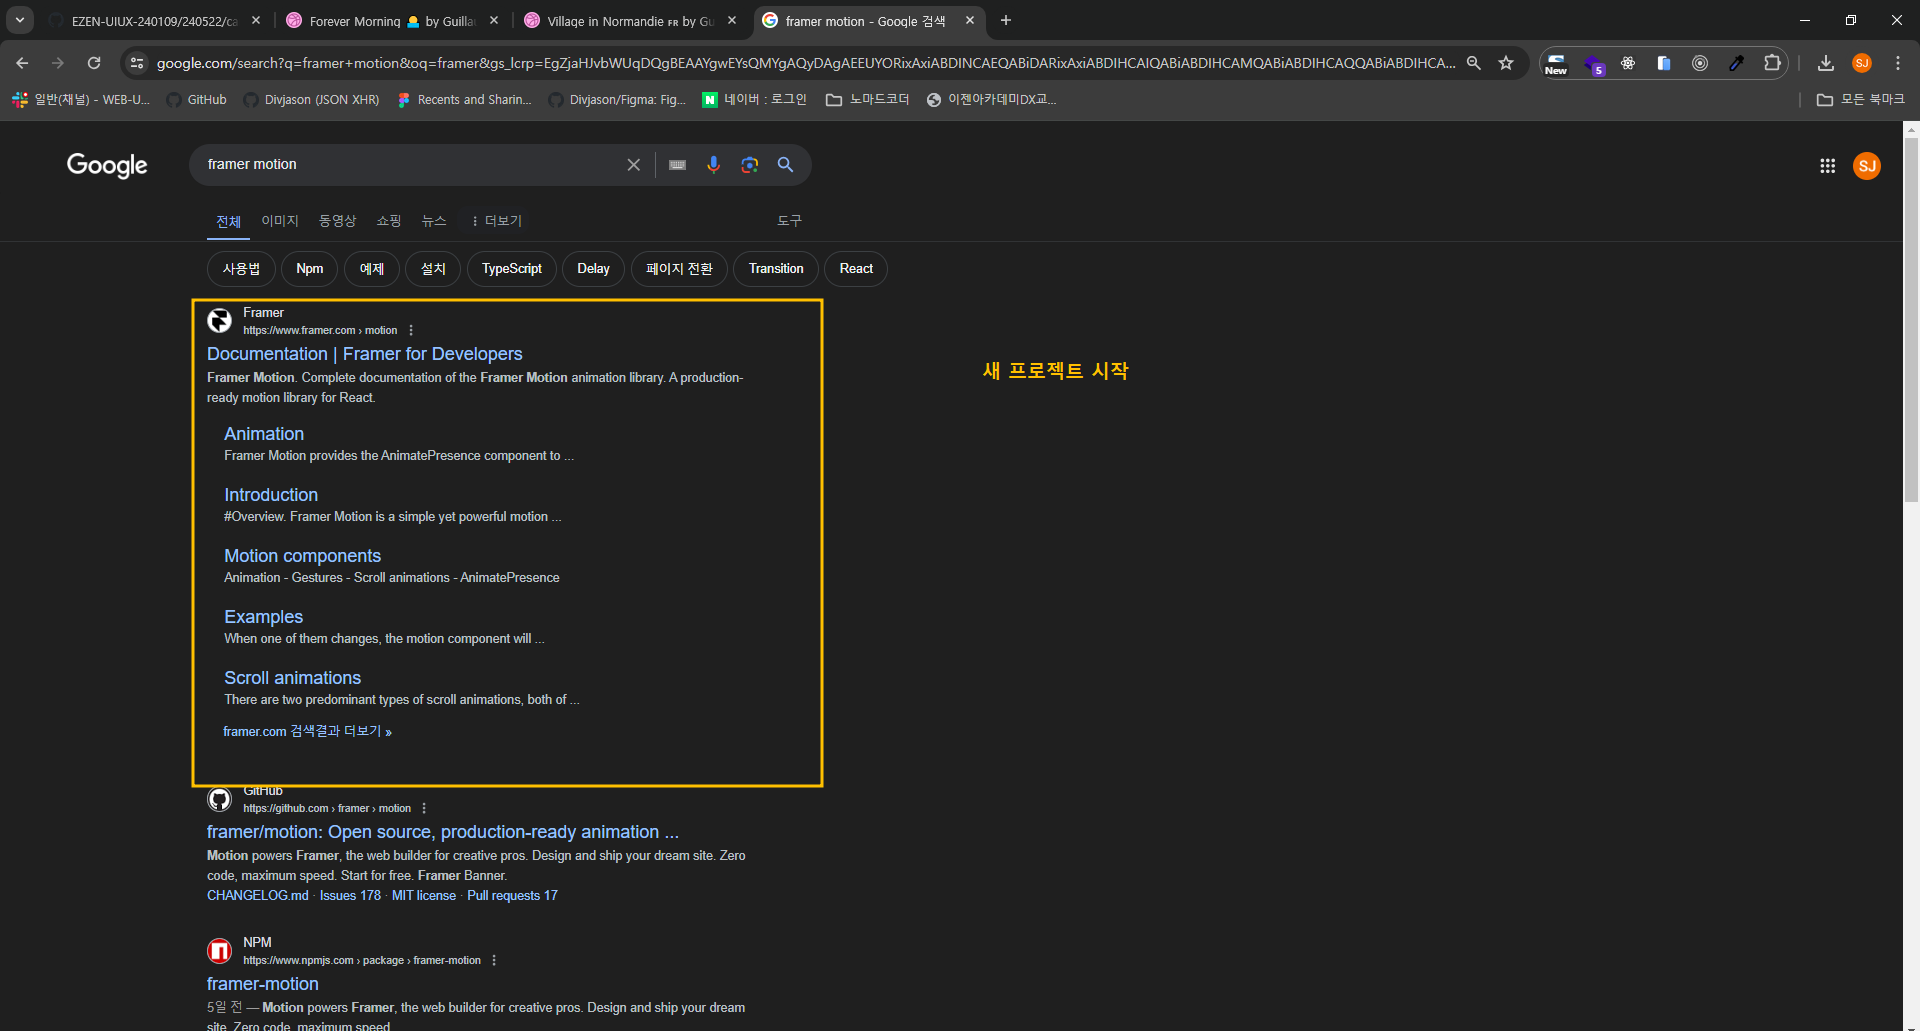 EZEN-UIUX-240109/240522/ca
Forever Morning 🌅 by Guilla
Village in Normandie FR by Gu
framer motion - Google 검색
google.com/search?q=framer+motion&oq=framer&gs_lcrp=EgZjaHJvbWUqDQgBEAAYgwEYsQMYgAQyDAgAEEUYORixAxiABDINCAEQABiDARixAxiABDIHCAIQABiABDIHCAMQABiABDIHCAQQABiABDIHCA...
New
5
SJ
일반(채널) - WEB-U...
GitHub
Divjason (JSON XHR)
Recents and Sharin...
Divjason/Figma: Fig...
N 네이버 : 로그인
노마드코더
이젠아카데미DX교...
모든 북마크
Google
framer motion
SJ
전체
이미지
동영상
쇼핑
뉴스
더보기
도구
사용법
Npm
예제
설치
TypeScript
Delay
페이지 전환
Transition
React
Framer
https://www.framer.com › motion
Documentation | Framer for Developers
Framer Motion. Complete documentation of the Framer Motion animation library. A production-
ready motion library for React.
새 프로젝트 시작
Animation
Framer Motion provides the AnimatePresence component to ...
Introduction
#Overview. Framer Motion is a simple yet powerful motion ...
Motion components
Animation - Gestures - Scroll animations - AnimatePresence
Examples
When one of them changes, the motion component will ...
Scroll animations
There are two predominant types of scroll animations, both of ...
framer.com 검색결과 더보기 »
GitHub
https://github.com › framer › motion
framer/motion: Open source, production-ready animation ...
Motion powers Framer, the web builder for creative pros. Design and ship your dream site. Zero
code, maximum speed. Start for free. Framer Banner.
CHANGELOG.md · Issues 178 · MIT license · Pull requests 17
NPM
https://www.npmjs.com › package › framer-motion
framer-motion
5일 전 — Motion powers Framer, the web builder for creative pros. Design and ship your dream
site. Zero code, maximum speed